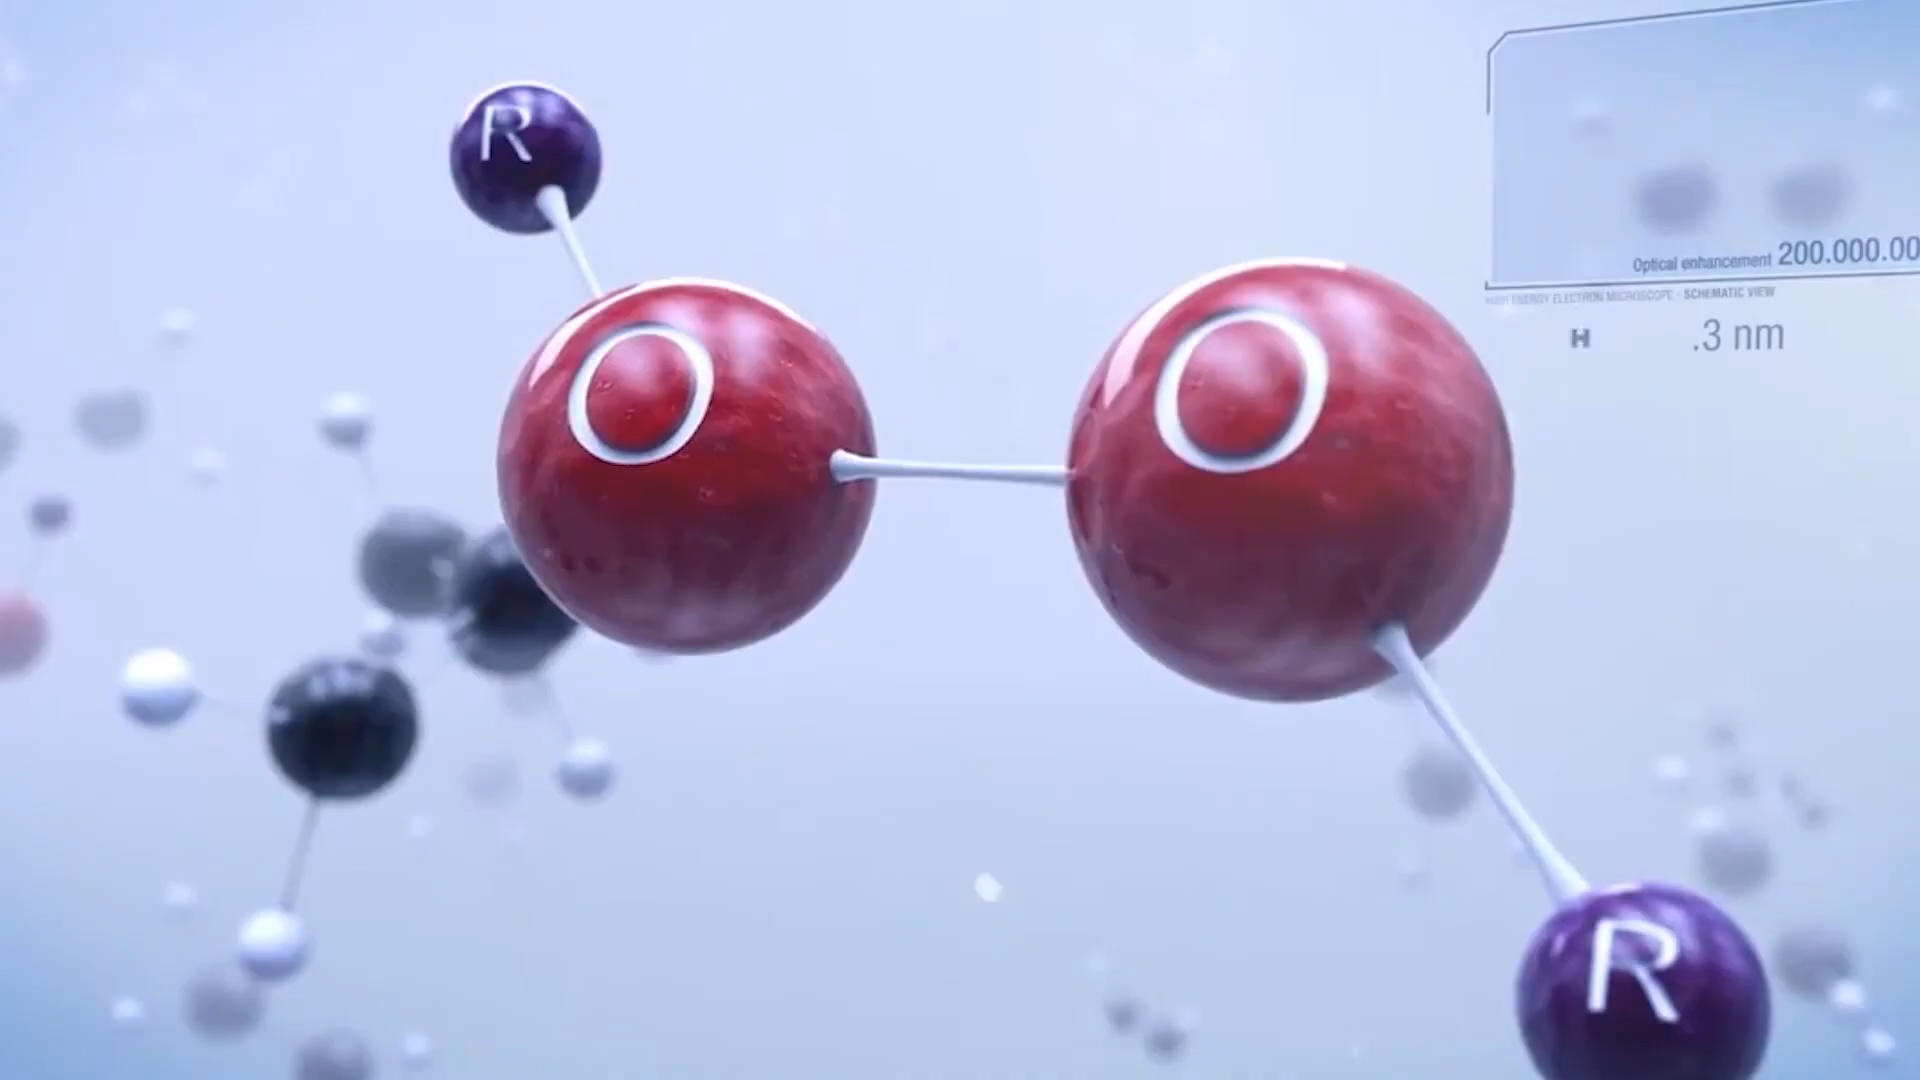 R
O
O
Optical enhancement 200.000.00
HIGH ENERGY ELECTRON MICROSCOPE - SCHEMATIC VIEW
H .3 nm
R